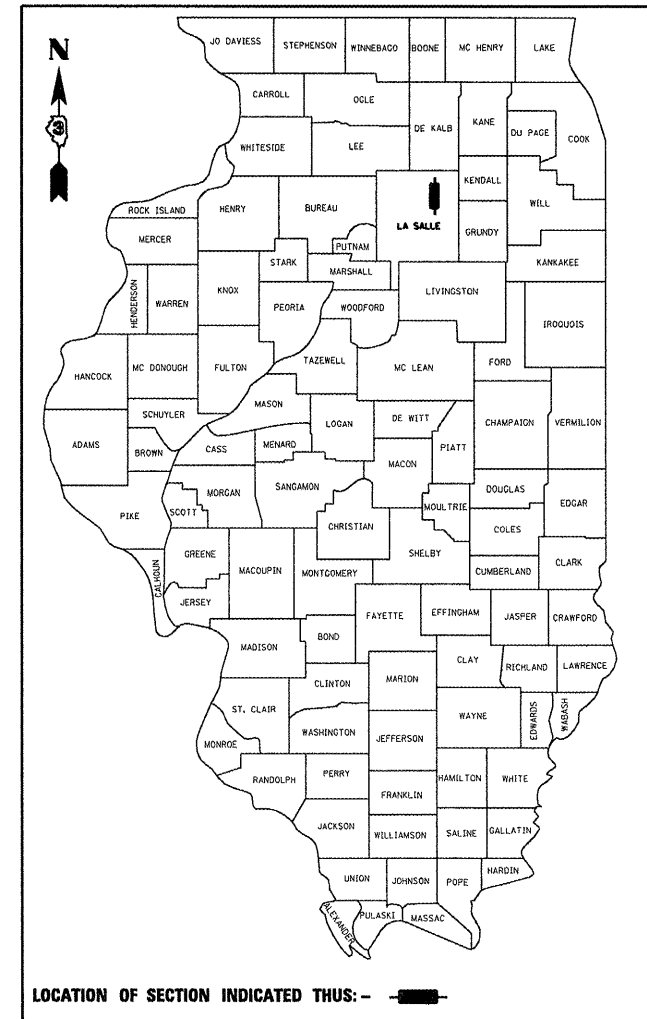 JO DAVIESS STEPHENSON WINNEBAGO BOONE MC HENRY LAKE
N
CARROLL OGLE DE KALB KANE DU PAGE COOK
WHITESIDE LEE
KENDALL WILL
ROCK ISLAND HENRY BUREAU LA SALLE GRUNDY
MERCER PUTNAM
STARK MARSHALL KANKAKEE
HENDERSON WARREN KNOX PEORIA WOODFORD LIVINGSTON IROQUOIS
HANCOCK MC DONOUGH FULTON TAZEWELL MC LEAN FORD
SCHUYLER MASON LOGAN DE WITT CHAMPAIGN VERMILION
ADAMS BROWN CASS MENARD MACON PIATT
PIKE SCOTT MORGAN SANGAMON CHRISTIAN MOULTRIE DOUGLAS EDGAR
COLES
CALHOUN GREENE MACOUPIN MONTGOMERY SHELBY CUMBERLAND CLARK
JERSEY
MADISON BOND FAYETTE EFFINGHAM JASPER CRAWFORD
CLINTON MARION CLAY RICHLAND LAWRENCE
ST. CLAIR WASHINGTON JEFFERSON WAYNE EDWARDS WABASH
MONROE
RANDOLPH PERRY FRANKLIN HAMILTON WHITE
JACKSON WILLIAMSON SALINE GALLATIN
UNION JOHNSON POPE HARDIN
ALEXANDER PULASKI MASSAC
LOCATION OF SECTION INDICATED THUS:-